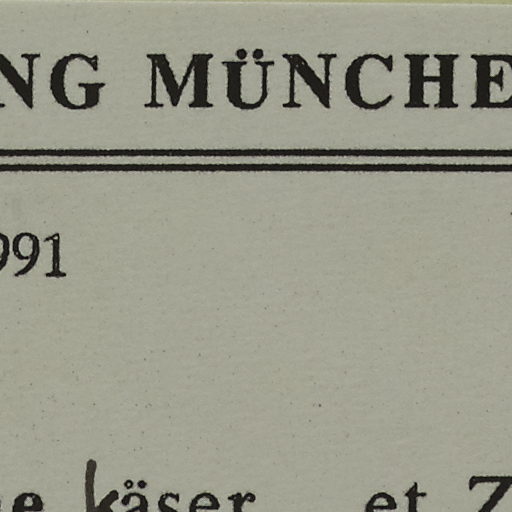 NG MÜNCHE
991
e käser et Z